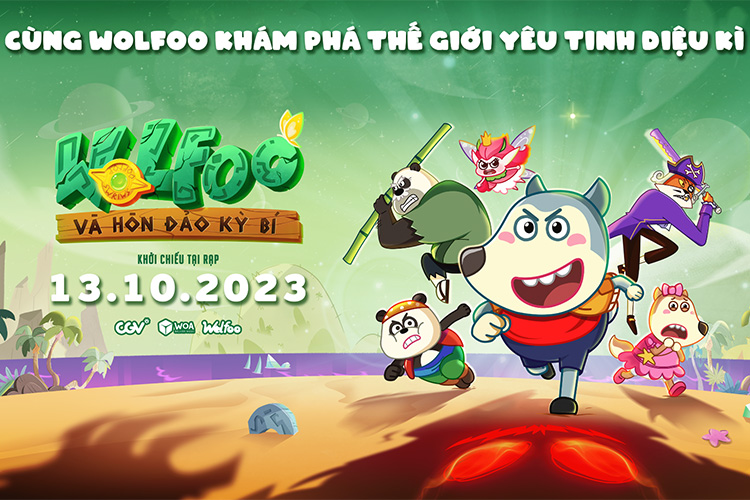 CÙNG WOLFOO KHÁM PHÁ THẾ GIỚI YÊU TINH DIỆU KÌ
WOLFOO
VÀ HÒN ĐẢO KỲ BÍ
KHỞI CHIẾU TẠI RẠP
13.10.2023
CGV WOA Wolfoo